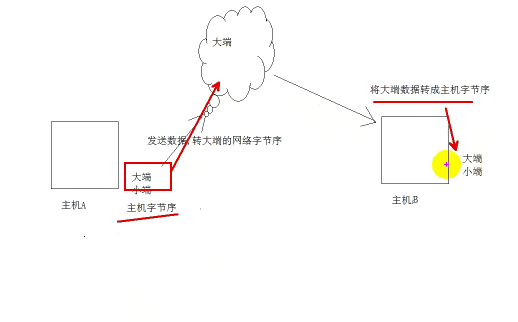 大端
将大端数据转成主机字节序
发送数据,转大端的网络字节序
大端
小端
大端
小端
主机A
主机字节序
主机B